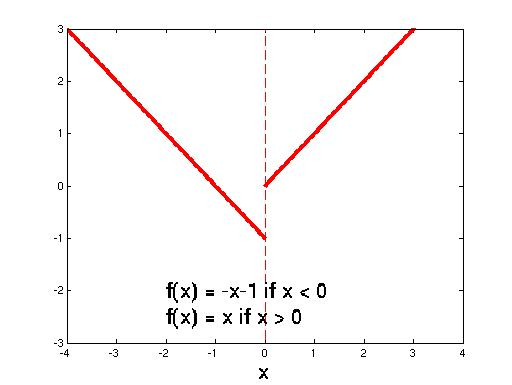 3
2
1
0
-1
-2
-3
f(x) = -x-1 if x < 0
f(x) = x if x > 0
-4 -3 -2 -1 0 1 2 3 4
x